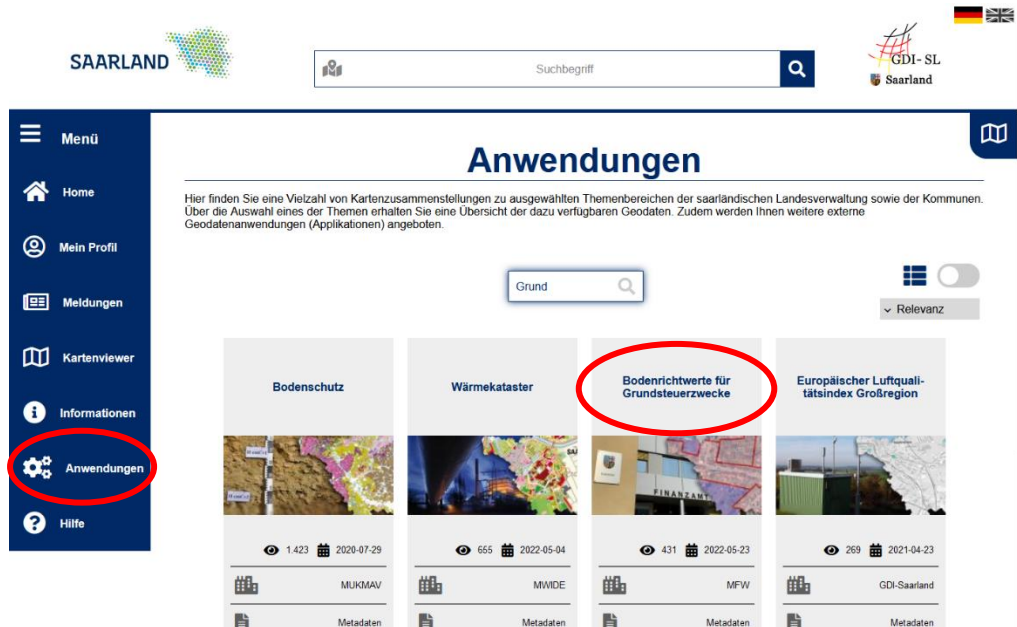 SAARLAND
Suchbegriff
GDI-SL
Saarland
Menü
Home
Mein Profil
Meldungen
Kartenviewer
Informationen
Anwendungen
Hilfe
Anwendungen
Hier finden Sie eine Vielzahl von Kartenzusammenstellungen zu ausgewählten Themenbereichen der saarländischen Landesverwaltung sowie der Kommunen.
Über die Auswahl eines der Themen erhalten Sie eine Übersicht der dazu verfügbaren Geodaten. Zudem werden Ihnen weitere externe
Geodatenanwendungen (Applikationen) angeboten.
Grund
Relevanz
Bodenschutz
1.423 2020-07-29
MUKMAV
Metadaten
Wärmekataster
655 2022-05-04
MWIDE
Metadaten
Bodenrichtwerte für
Grundsteuerzwecke
FINANZAMT
431 2022-05-23
MFW
Metadaten
Europäischer Luftquali-
tätsindex Großregion
269 2021-04-23
GDI-Saarland
Metadaten